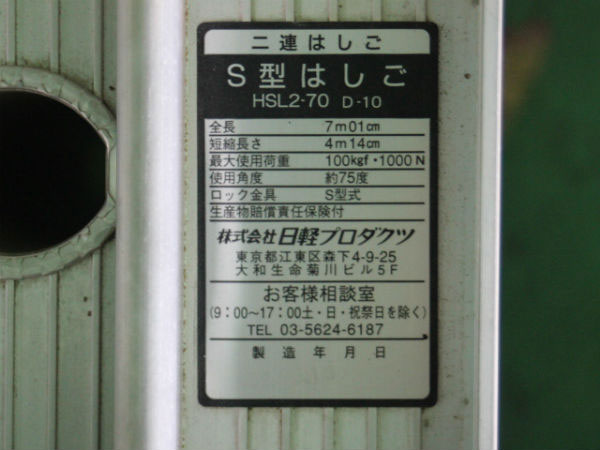 二連はしご
S型はしご
HSL2-70 D-10
全長 7m01cm
短縮長さ 4m14cm
最大使用荷重 100kgf・1000N
使用角度 約75度
ロック金具 S型式
生産物賠償責任保険付
株式会社日軽プロダクツ
東京都江東区森下4-9-25
大和生命菊川ビル5F
お客様相談室
(9:00~17:00土・日・祝祭日を除く)
TEL 03-5624-6187
製造年月日